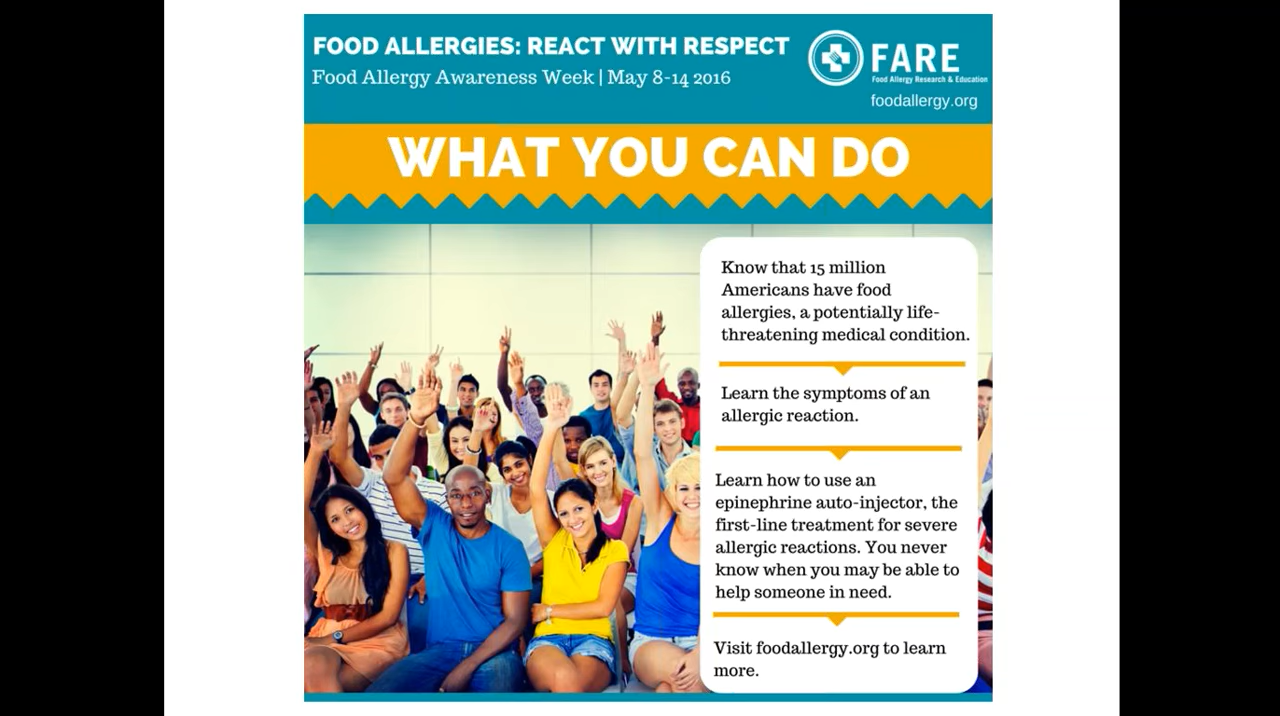 FOOD ALLERGIES: REACT WITH RESPECT
Food Allergy Awareness Week | May 8-14 2016
FARE
Food Allergy Research & Education
foodallergy.org
WHAT YOU CAN DO
Know that 15 million
Americans have food
allergies, a potentially life-
threatening medical condition.
Learn the symptoms of an
allergic reaction.
Learn how to use an
epinephrine auto-injector, the
first-line treatment for severe
allergic reactions. You never
know when you may be able to
help someone in need.
Visit foodallergy.org to learn
more.